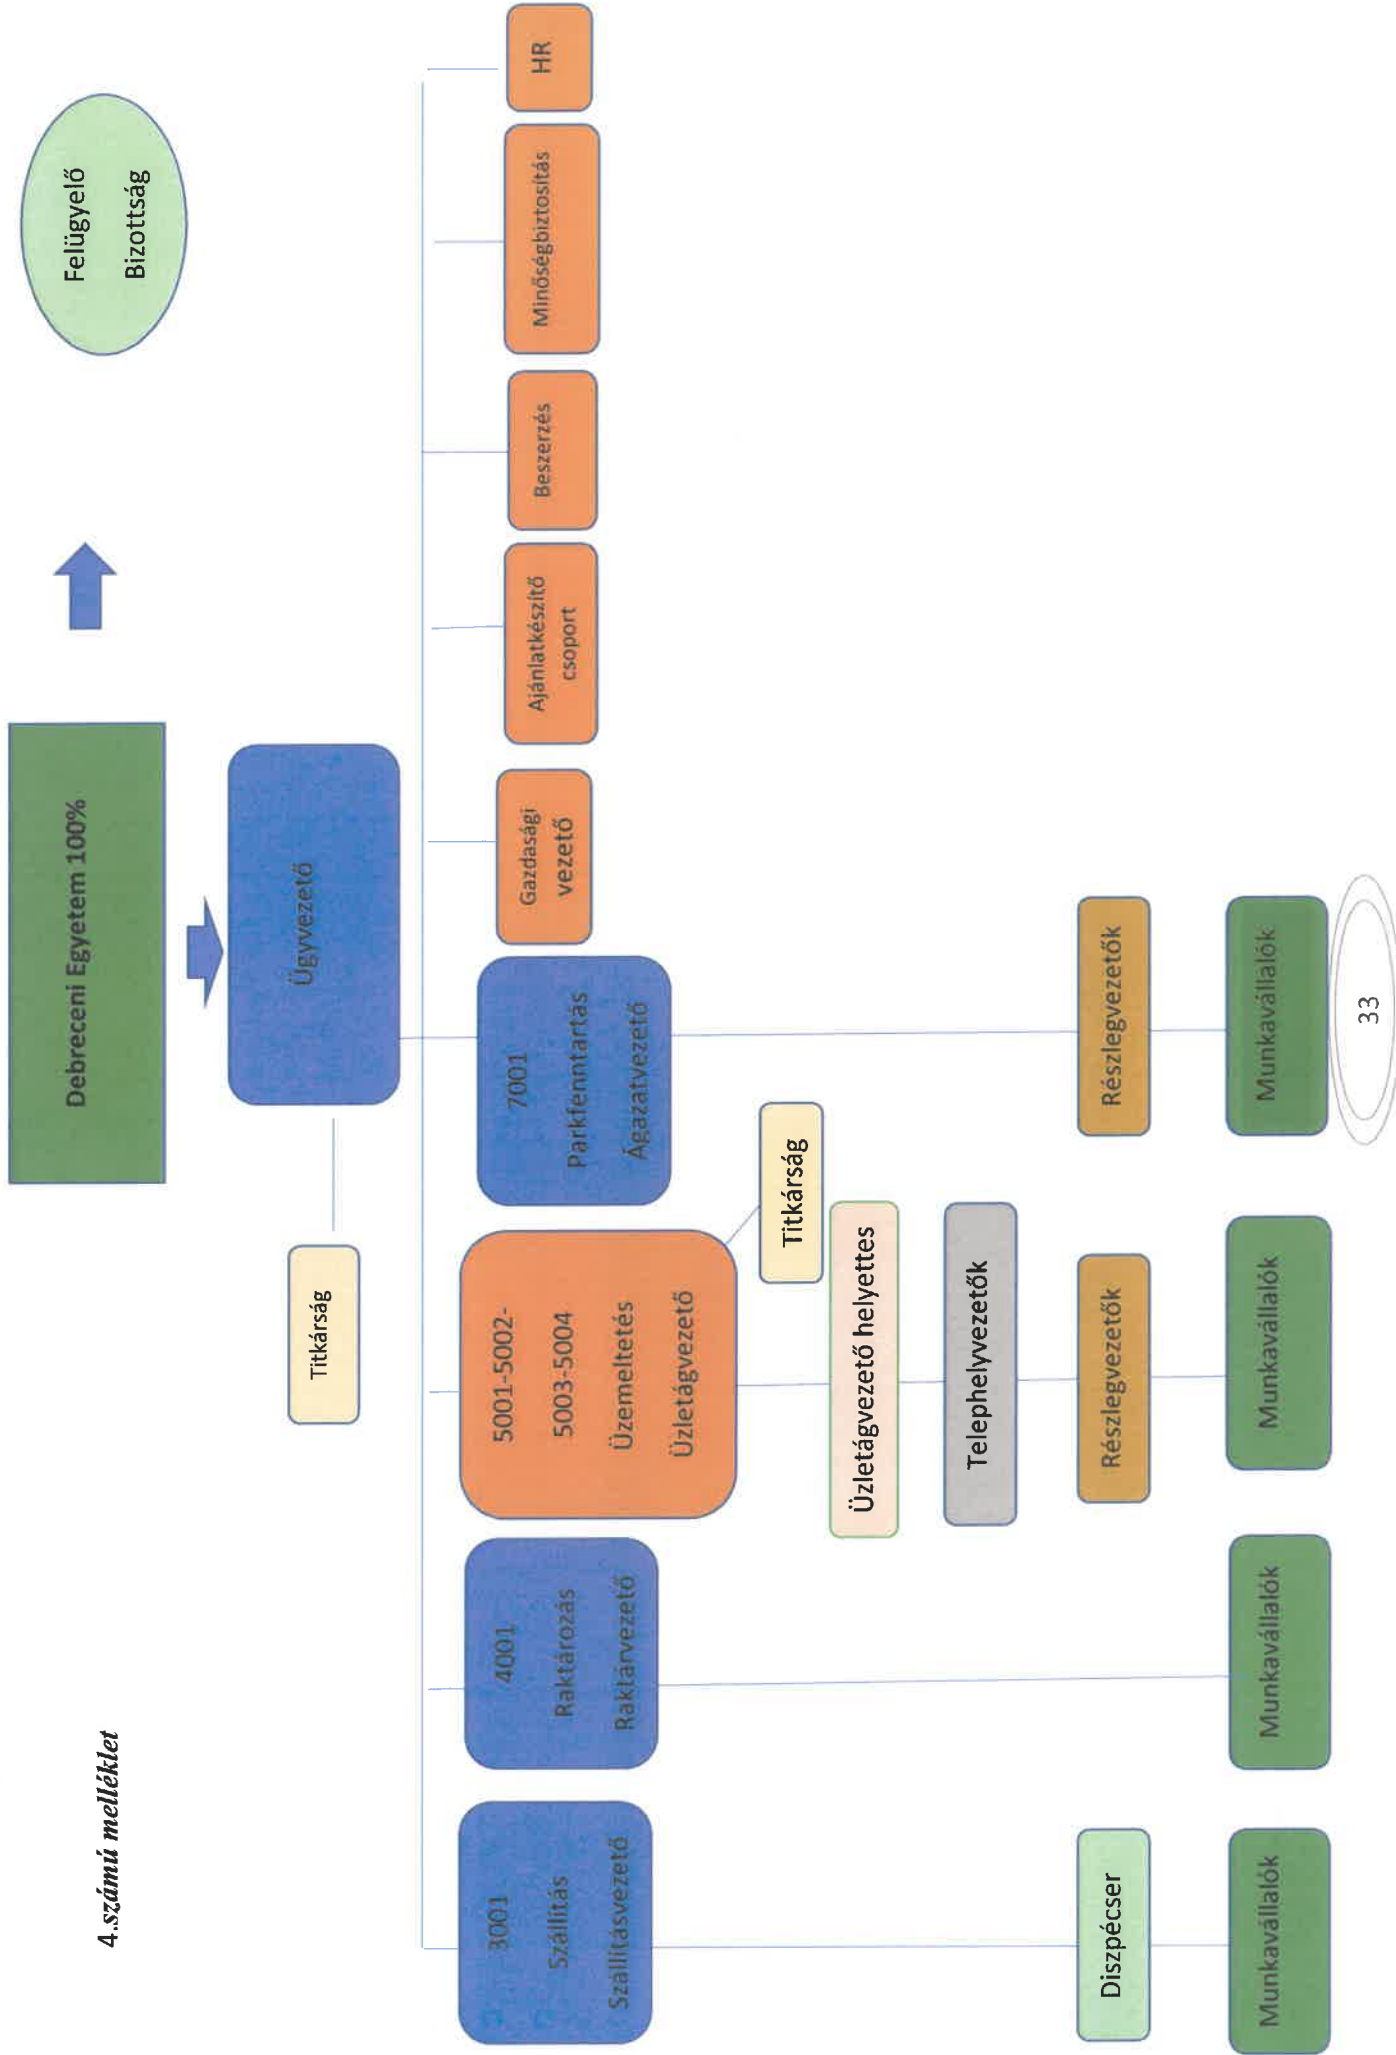 4.számú melléklet
Debreceni Egyetem 100%
Felügyelő
Bizottság
Ügyvezető
Titkárság
3001
Szállítás
Szállításvezető
4001
Raktározás
Raktárvezető
5001-5002-
5003-5004
Üzemeltetés
Üzletágvezető
7001
Parkfenntartás
Ágazatvezető
Gazdasági
vezető
Ajánlatkészítő
csoport
Beszerzés
Minőségbiztosítás
HR
Titkárság
Üzletágvezető helyettes
Telephelyvezetők
Diszpécser
Részlegvezetők
Részlegvezetők
Munkavállalók
Munkavállalók
Munkavállalók
Munkavállalók
33